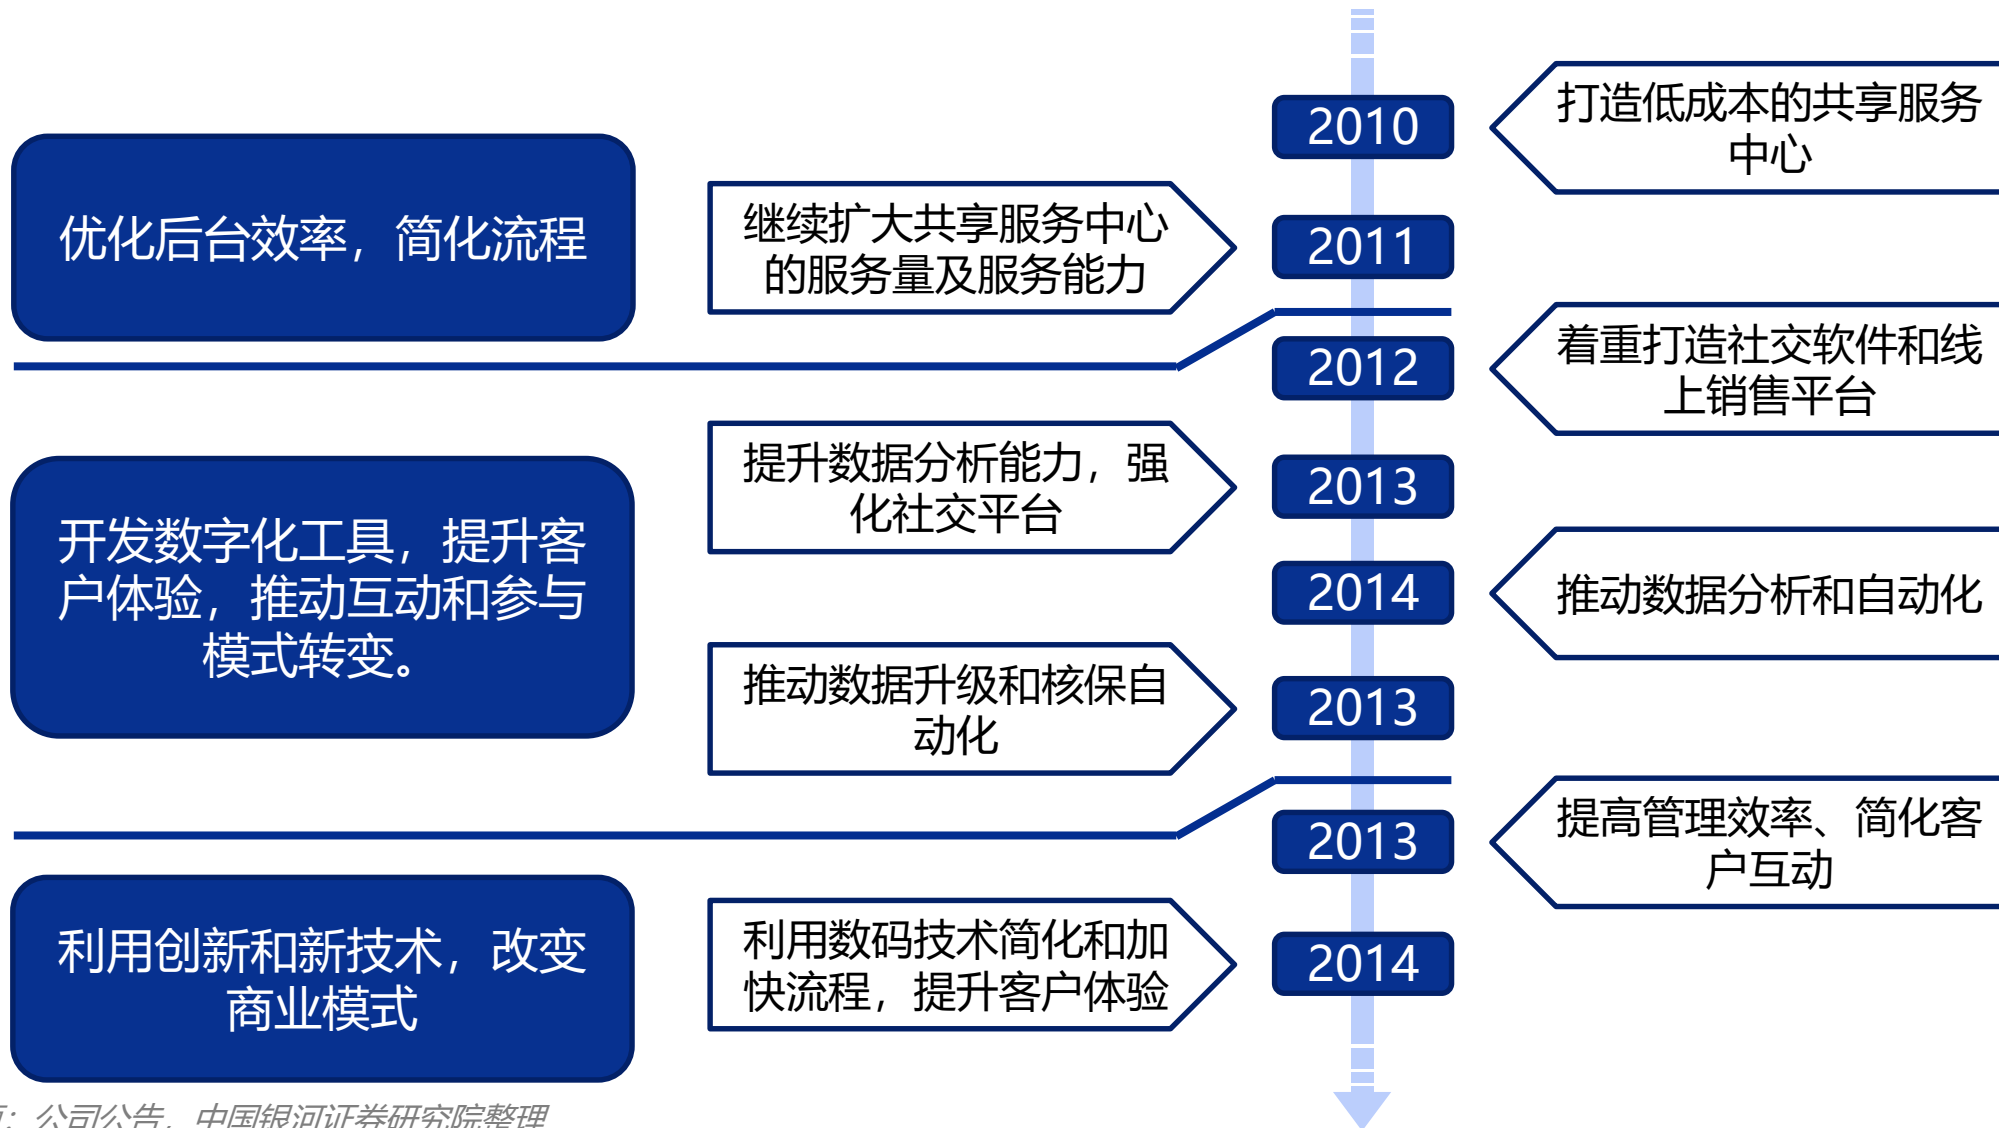 2010
打造低成本的共享服务
中心
优化后台效率，简化流程
继续扩大共享服务中心
的服务量及服务能力
2011
2012
着重打造社交软件和线
上销售平台
提升数据分析能力，强
化社交平台
2013
开发数字化工具，提升客
户体验，推动互动和参与
模式转变。
2014
推动数据分析和自动化
推动数据升级和核保自
动化
2013
2013
提高管理效率、简化客
户互动
利用创新和新技术，改变
商业模式
利用数码技术简化和加
快流程，提升客户体验
2014
：公司公告，中国银河证券研究院整理